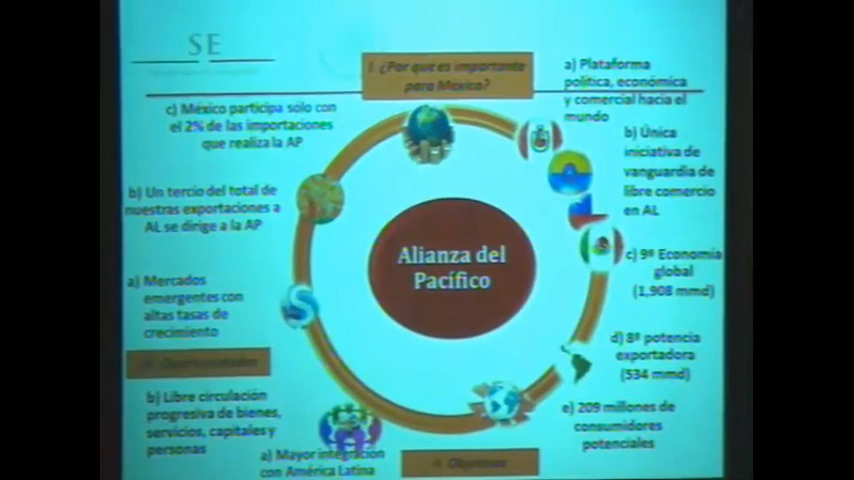 SE
I. ¿Por que es importante
para México?
a) Plataforma
política, económica
y comercial hacia el
mundo
b) Única
iniciativa de
vanguardia de
libre comercio
en AL
c) 9ª Economía
global
(1,908 mmd)
d) 8ª potencia
exportadora
(534 mmd)
e) 209 millones de
consumidores
potenciales
Alianza del
Pacífico
II. Objetivos
a) Mayor integración
con América Latina
b) Libre circulación
progresiva de bienes,
servicios, capitales y
personas
Oportunidades
a) Mercados
emergentes con
altas tasas de
crecimiento
b) Un tercio del total de
nuestras exportaciones a
AL se dirige a la AP
c) México participa solo con
el 2% de las importaciones
que realiza la AP